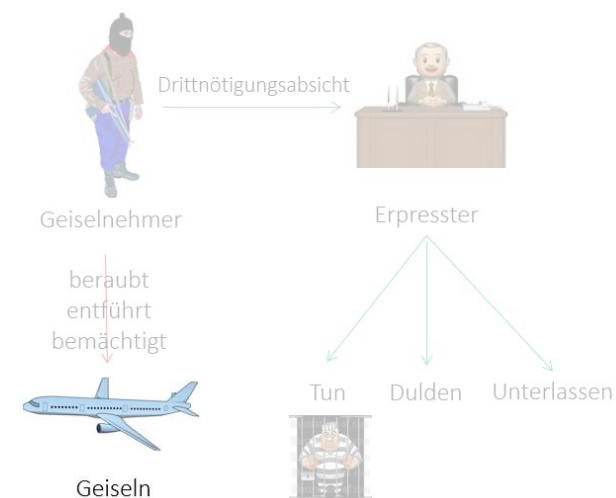 Drittnötigungsabsicht
Geiselnehmer
Erpresster
beraubt
entführt
bemächtigt
Tun
Dulden
Unterlassen
Geiseln